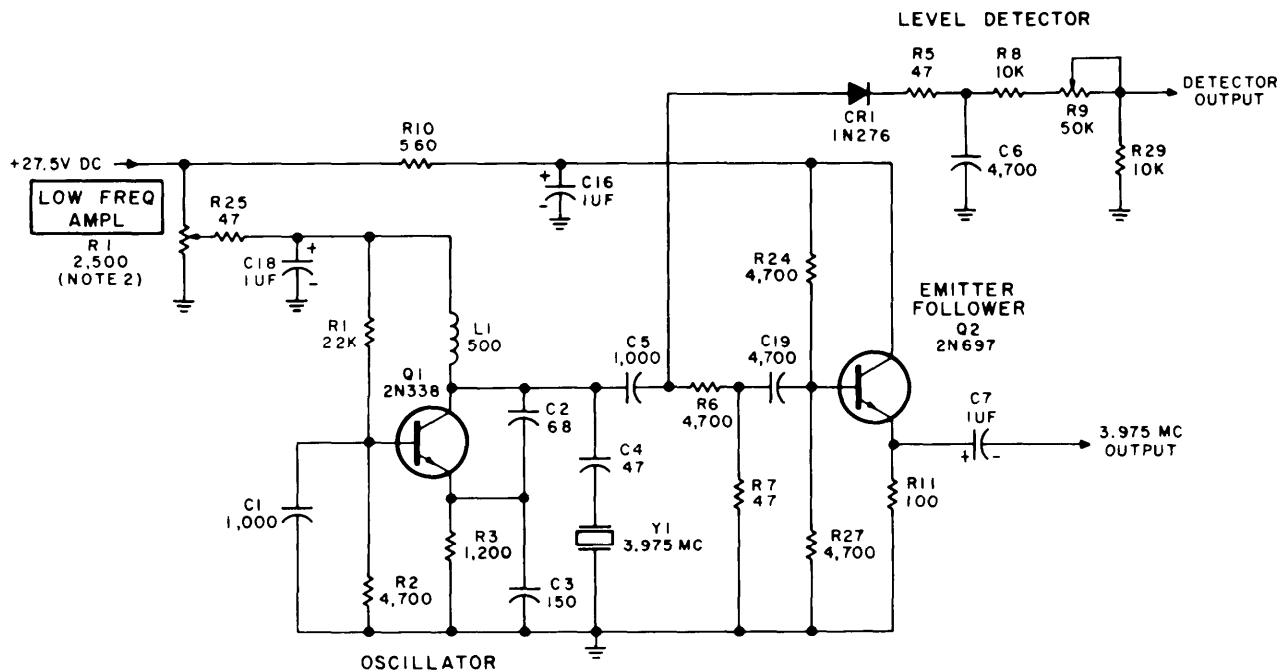 LEVEL DETECTOR
R5
47
R8
10K
DETECTOR
OUTPUT
CR1
1N276
R9
50K
C6
4,700
R29
10K
R10
560
+27.5V DC
C16
1UF
+
-
LOW FREQ
AMPL
R1
2,500
(NOTE 2)
R25
47
C18
1UF
+
-
R24
4,700
EMITTER
FOLLOWER
Q2
2N697
R1
22K
L1
500
C5
1,000
C19
4,700
Q1
2N338
R6
4,700
C2
68
C7
1UF
+
-
3.975 MC
OUTPUT
C4
47
R7
47
R11
100
C1
1,000
R3
1,200
Y1
3.975 MC
R27
4,700
R2
4,700
C3
150
OSCILLATOR